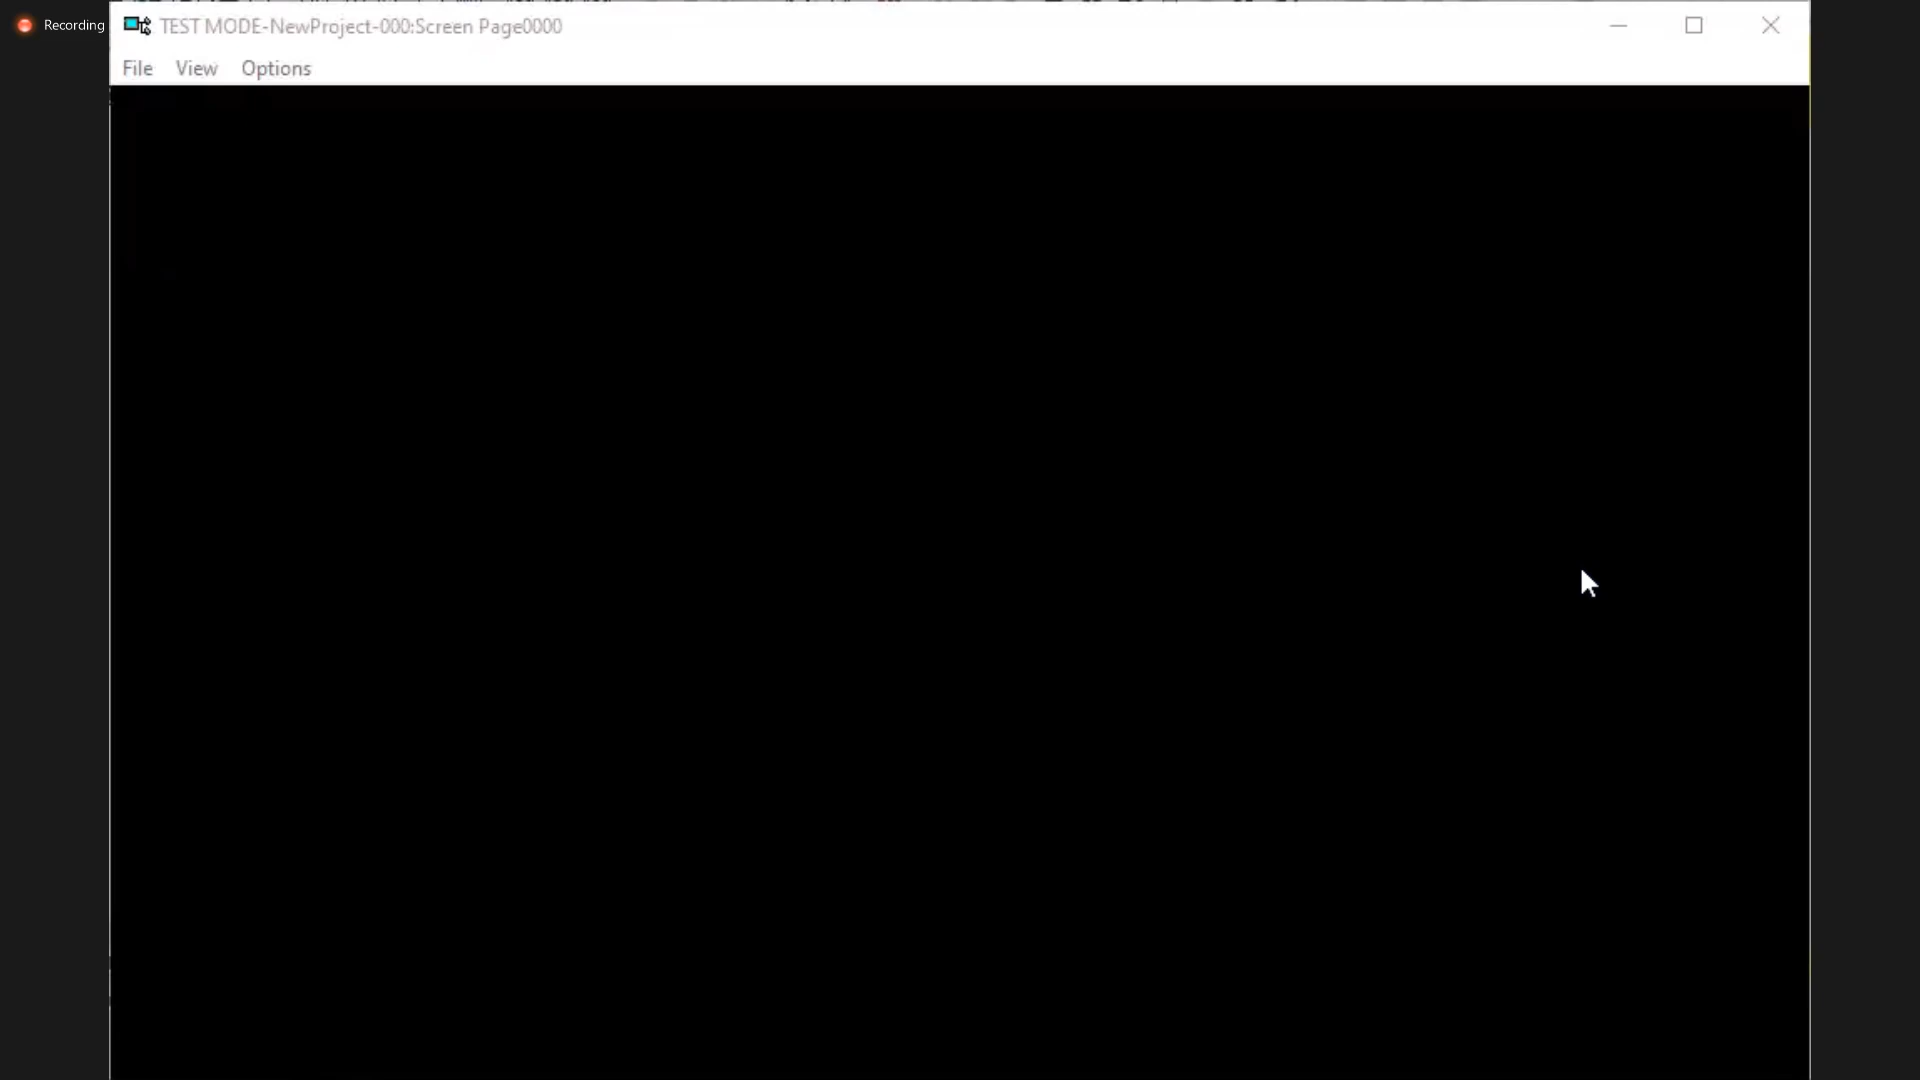 Recording
TEST MODE-NewProject-000:Screen Page0000
File View Options